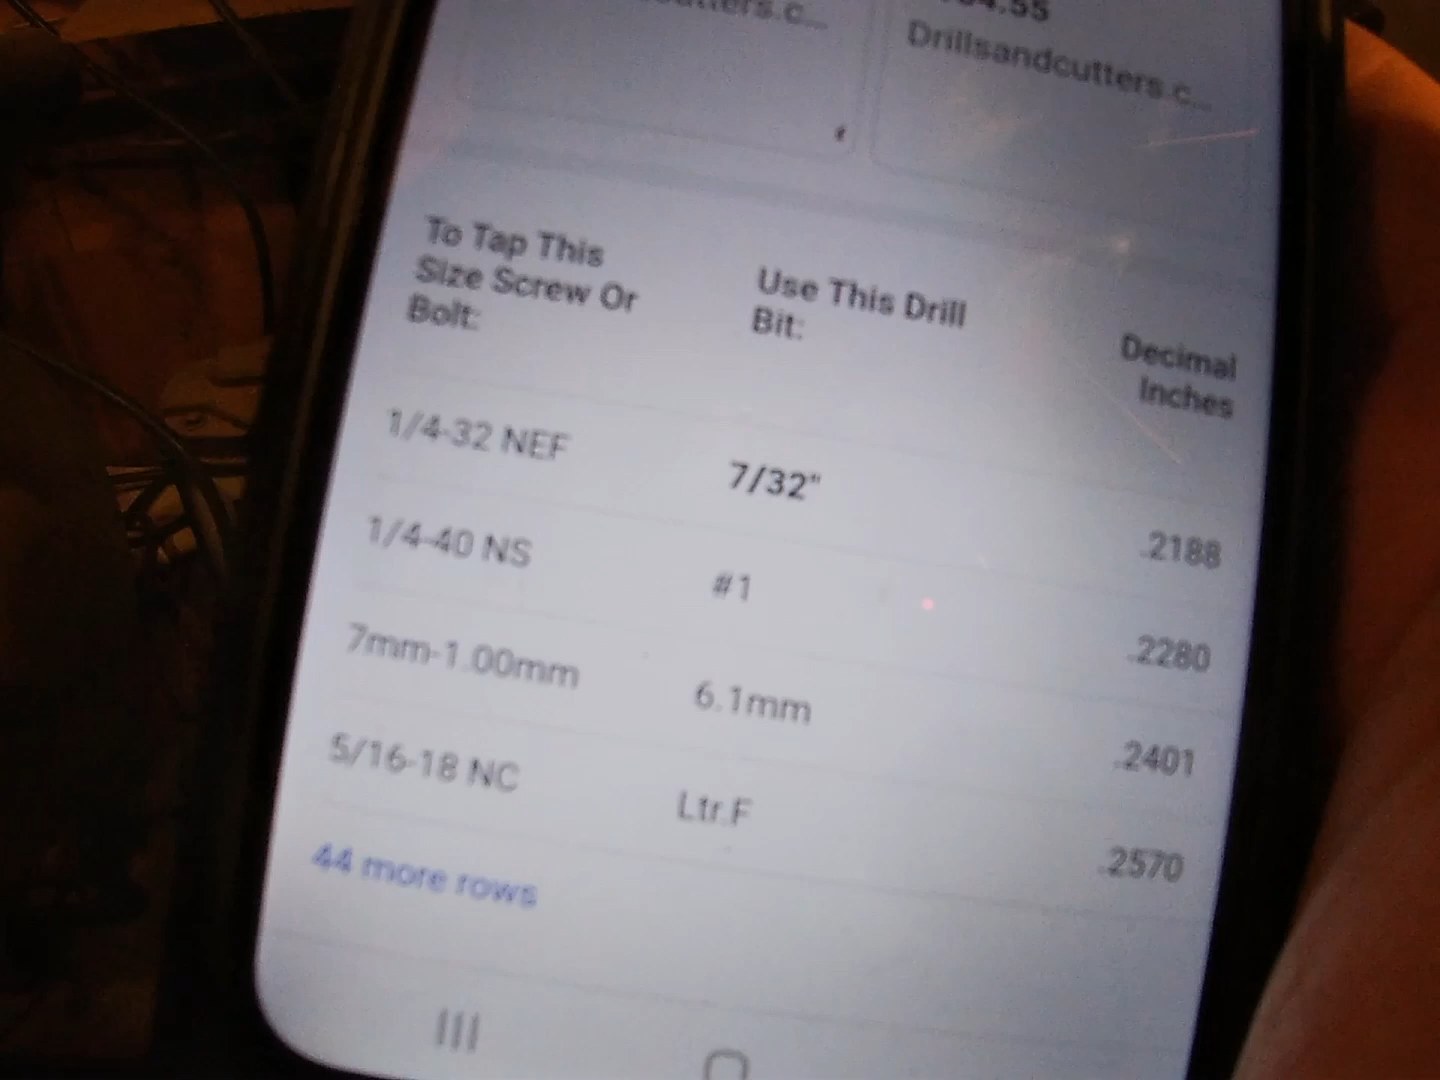 Drillsandcutters.c...
To Tap This
Size Screw Or
Bolt:
Use This Drill
Bit:
Decimal
Inches
1/4-32 NEF
7/32"
.2188
1/4-40 NS
#1
.2280
7mm-1.00mm
6.1mm
.2401
5/16-18 NC
Ltr.F
.2570
44 more rows